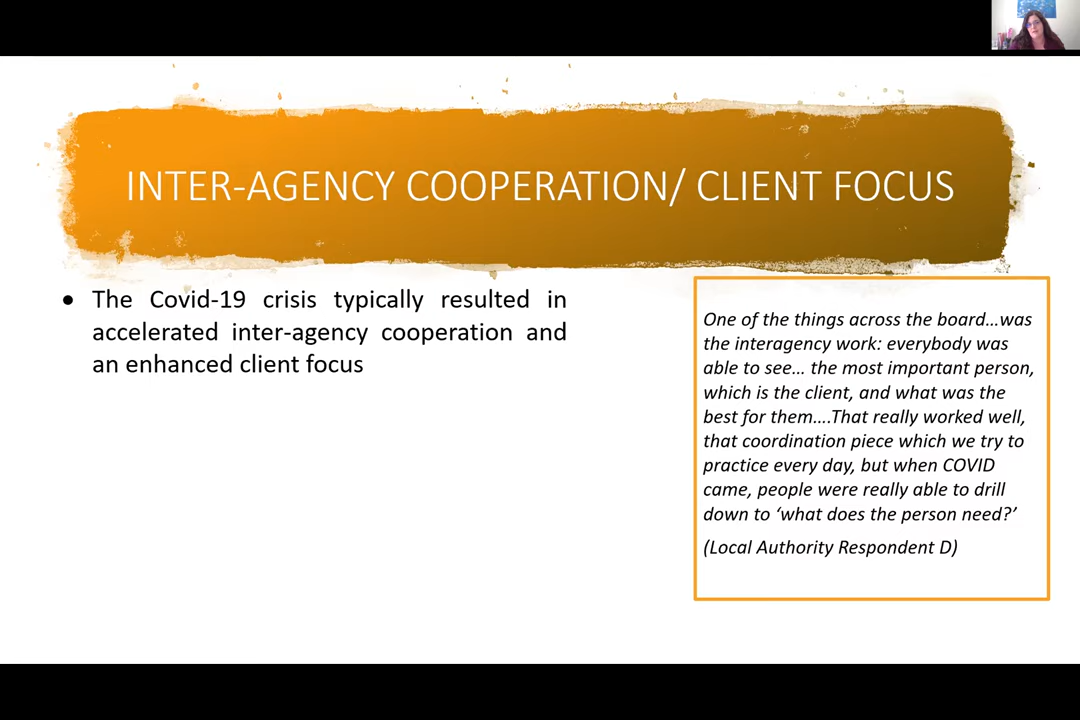 INTER-AGENCY COOPERATION/ CLIENT FOCUS
• The Covid-19 crisis typically resulted in
accelerated inter-agency cooperation and
an enhanced client focus
One of the things across the board…was
the interagency work: everybody was
able to see… the most important person,
which is the client, and what was the
best for them….That really worked well,
that coordination piece which we try to
practice every day, but when COVID
came, people were really able to drill
down to ‘what does the person need?’
(Local Authority Respondent D)